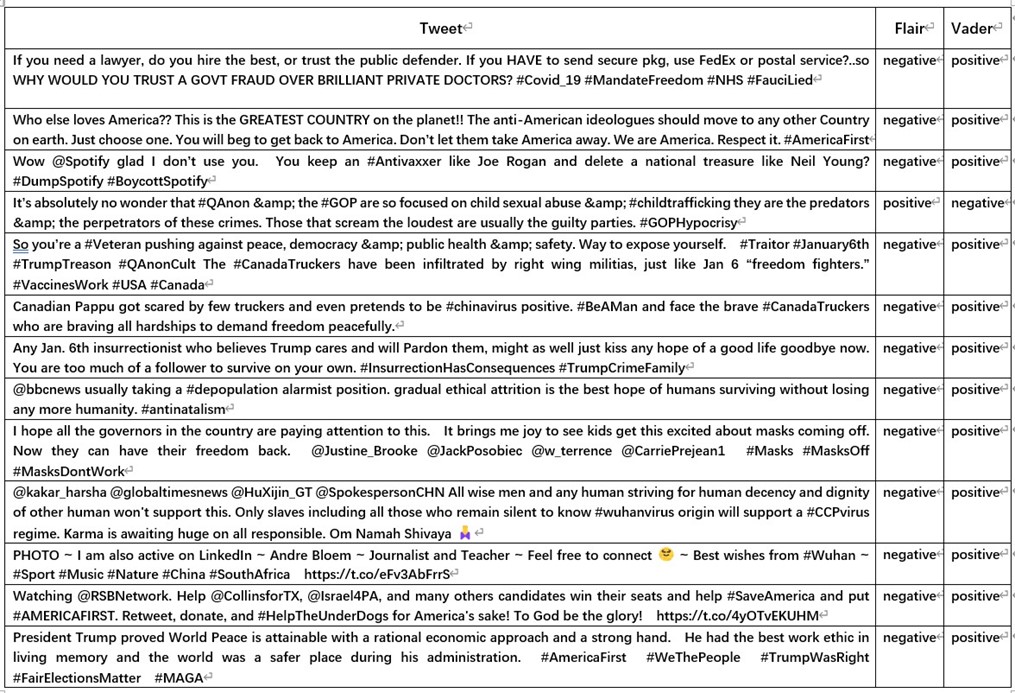 Tweet Flair Vader
If you need a lawyer, do you hire the best, or trust the public defender. If you HAVE to send secure pkg, use FedEx or postal service?..so negative positive
WHY WOULD YOU TRUST A GOVT FRAUD OVER BRILLIANT PRIVATE DOCTORS? #Covid_19 #MandateFreedom #NHS #FauciLied
Who else loves America?? This is the GREATEST COUNTRY on the planet!! The anti-American ideologues should move to any other Country negative positive
on earth. Just choose one. You will beg to get back to America. Don't let them take America away. We are America. Respect it. #AmericaFirst
Wow @Spotify glad I don't use you. You keep an #Antivaxxer like Joe Rogan and delete a national treasure like Neil Young? negative positive
#DumpSpotify #BoycottSpotify
It's absolutely no wonder that #QAnon &amp; the #GOP are so focused on child sexual abuse &amp; #childtrafficking they are the predators positive negative
&amp; the perpetrators of these crimes. Those that scream the loudest are usually the guilty parties. #GOPHypocrisy
So you're a #Veteran pushing against peace, democracy &amp; public health &amp; safety. Way to expose yourself. #Traitor #January6th negative positive
#TrumpTreason #QAnonCult The #CanadaTruckers have been infiltrated by right wing militias, just like Jan 6 “freedom fighters.”
#VaccinesWork #USA #Canada
Canadian Pappu got scared by few truckers and even pretends to be #chinavirus positive. #BeAMan and face the brave #CanadaTruckers negative positive
who are braving all hardships to demand freedom peacefully.
Any Jan. 6th insurrectionist who believes Trump cares and will Pardon them, might as well just kiss any hope of a good life goodbye now. negative positive
You are too much of a follower to survive on your own. #InsurrectionHasConsequences #TrumpCrimeFamily
@bbcnews usually taking a #depopulation alarmist position. gradual ethical attrition is the best hope of humans surviving without losing negative positive
any more humanity. #antinatalism
I hope all the governors in the country are paying attention to this. It brings me joy to see kids get this excited about masks coming off. negative positive
Now they can have their freedom back. @Justine_Brooke @JackPosobiec @w_terrence @CarriePrejean1 #Masks #MasksOff
#MasksDontWork
@kakar_harsha @globaltimesnews @HuXijin_GT @SpokespersonCHN All wise men and any human striving for human decency and dignity negative positive
of other human won't support this. Only slaves including all those who remain silent to know #wuhanvirus origin will support a #CCPvirus
regime. Karma is awaiting huge on all responsible. Om Namah Shivaya
PHOTO ~ I am also active on LinkedIn ~ Andre Bloem ~ Journalist and Teacher ~ Feel free to connect ~ Best wishes from #Wuhan ~ negative positive
#Sport #Music #Nature #China #SouthAfrica https://t.co/eFv3AbFrrS
Watching @RSBNetwork. Help @CollinsforTX, @Israel4PA, and many others candidates win their seats and help #SaveAmerica and put negative positive
#AMERICAFIRST. Retweet, donate, and #HelpTheUnderDogs for America's sake! To God be the glory! https://t.co/4yOTvEKUHM
President Trump proved World Peace is attainable with a rational economic approach and a strong hand. He had the best work ethic in negative positive
living memory and the world was a safer place during his administration. #AmericaFirst #WeThePeople #TrumpWasRight
#FairElectionsMatter #MAGA